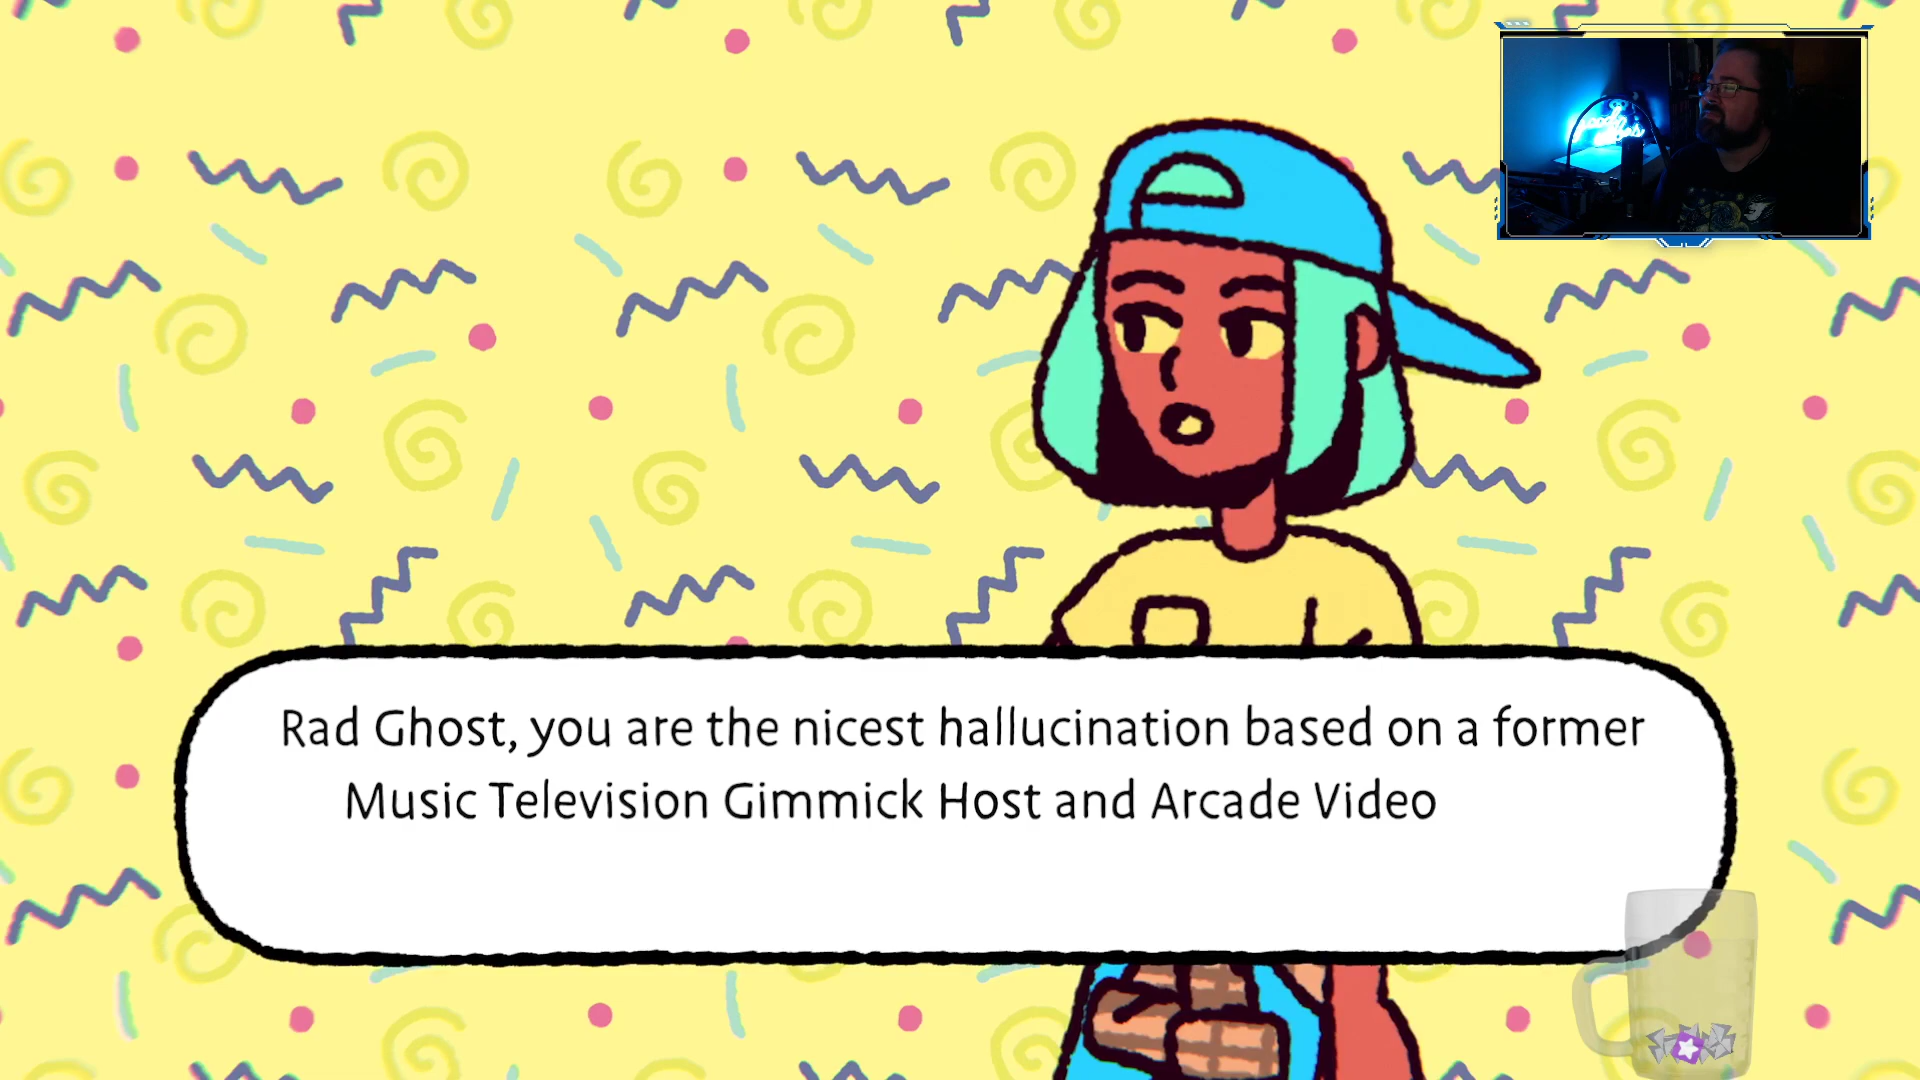 Rad Ghost, you are the nicest hallucination based on a former
Music Television Gimmick Host and Arcade Video